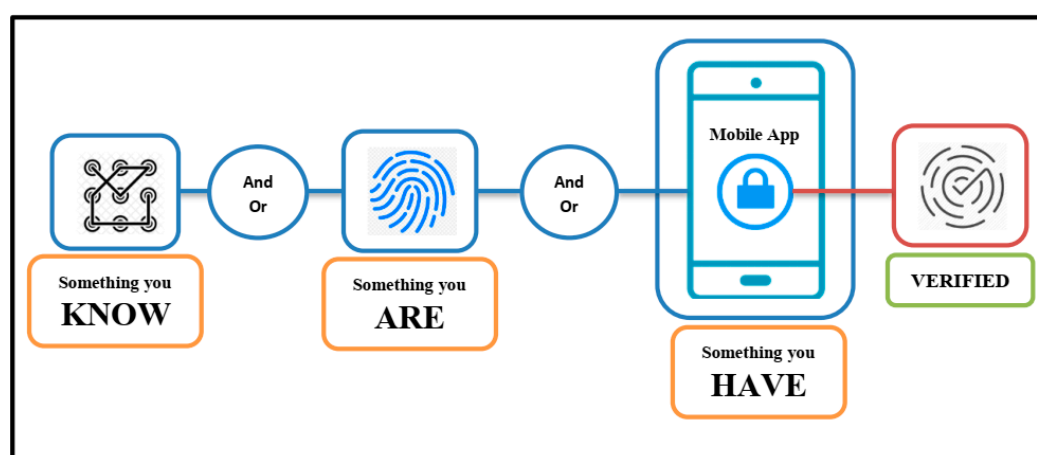 Something you
KNOW
And
Or
Something you
ARE
And
Or
Mobile App
Something you
HAVE
VERIFIED